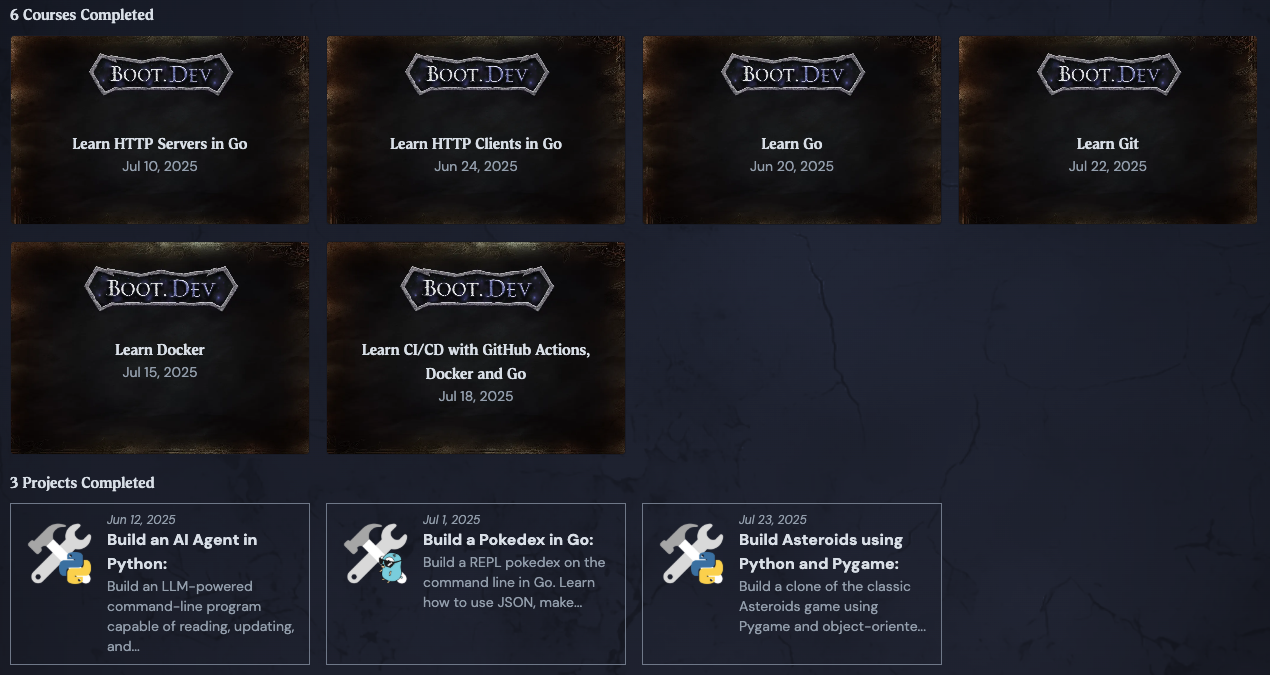 6 Courses Completed
BOOT.DEV
Learn HTTP Servers in Go
Jul 10, 2025
BOOT.DEV
Learn HTTP Clients in Go
Jun 24, 2025
BOOT.DEV
Learn Go
Jun 20, 2025
BOOT.DEV
Learn Git
Jul 22, 2025
BOOT.DEV
Learn Docker
Jul 15, 2025
BOOT.DEV
Learn CI/CD with GitHub Actions,
Docker and Go
Jul 18, 2025
3 Projects Completed
Jun 12, 2025
Build an AI Agent in
Python:
Build an LLM-powered
command-line program
capable of reading, updating,
and...
Jul 1, 2025
Build a Pokedex in Go:
Build a REPL pokedex on the
command line in Go. Learn
how to use JSON, make...
Jul 23, 2025
Build Asteroids using
Python and Pygame:
Build a clone of the classic
Asteroids game using
Pygame and object-oriente...